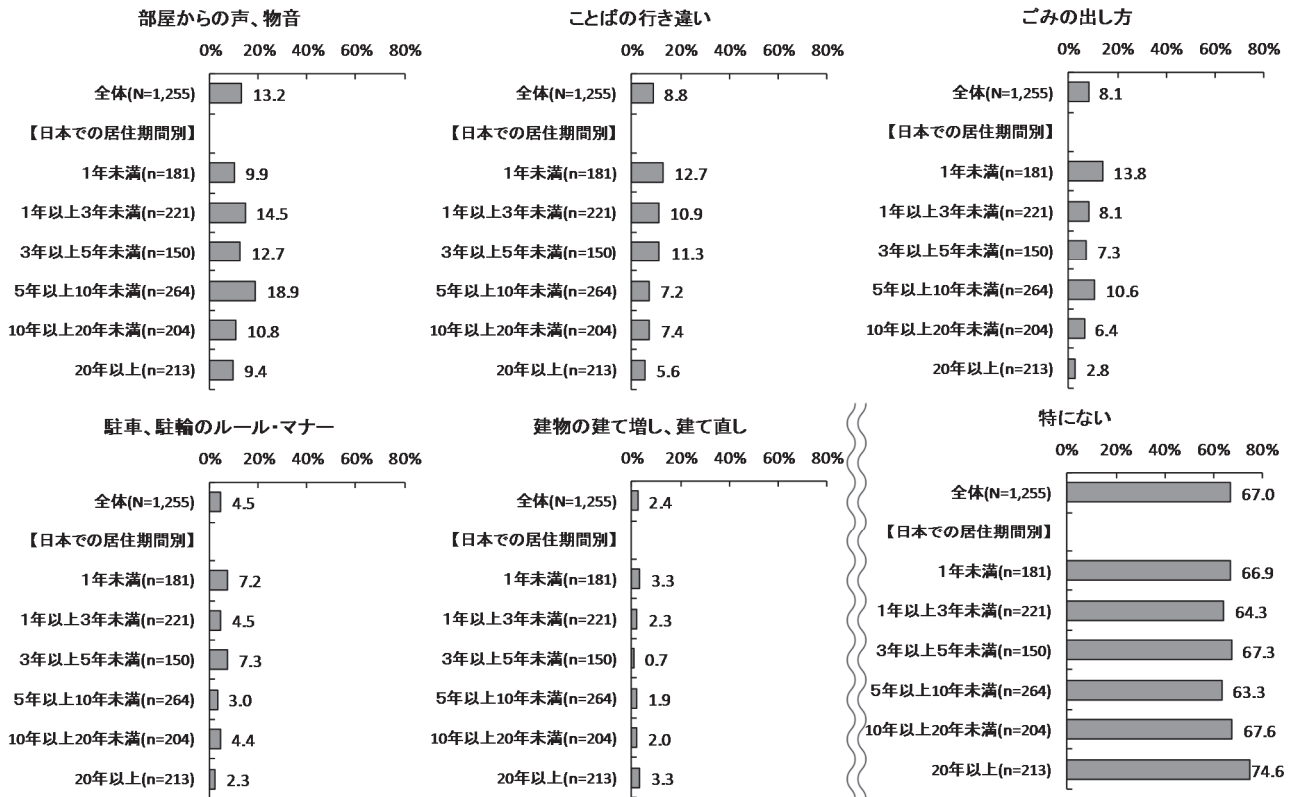 部屋からの声、物音
0% 20% 40% 60% 80%
全体(N=1,255) 13.2
【日本での居住期間別】
1年未満(n=181) 9.9
1年以上3年未満(n=221) 14.5
3年以上5年未満(n=150) 12.7
5年以上10年未満(n=264) 18.9
10年以上20年未満(n=204) 10.8
20年以上(n=213) 9.4
ことばの行き違い
0% 20% 40% 60% 80%
全体(N=1,255) 8.8
【日本での居住期間別】
1年未満(n=181) 12.7
1年以上3年未満(n=221) 10.9
3年以上5年未満(n=150) 11.3
5年以上10年未満(n=264) 7.2
10年以上20年未満(n=204) 7.4
20年以上(n=213) 5.6
ごみの出し方
0% 20% 40% 60% 80%
全体(N=1,255) 8.1
【日本での居住期間別】
1年未満(n=181) 13.8
1年以上3年未満(n=221) 8.1
3年以上5年未満(n=150) 7.3
5年以上10年未満(n=264) 10.6
10年以上20年未満(n=204) 6.4
20年以上(n=213) 2.8
駐車、駐輪のルール・マナー
0% 20% 40% 60% 80%
全体(N=1,255) 4.5
【日本での居住期間別】
1年未満(n=181) 7.2
1年以上3年未満(n=221) 4.5
3年以上5年未満(n=150) 7.3
5年以上10年未満(n=264) 3.0
10年以上20年未満(n=204) 4.4
20年以上(n=213) 2.3
建物の建て増し、建て直し
0% 20% 40% 60% 80%
全体(N=1,255) 2.4
【日本での居住期間別】
1年未満(n=181) 3.3
1年以上3年未満(n=221) 2.3
3年以上5年未満(n=150) 0.7
5年以上10年未満(n=264) 1.9
10年以上20年未満(n=204) 2.0
20年以上(n=213) 3.3
特にない
0% 20% 40% 60% 80%
全体(N=1,255) 67.0
【日本での居住期間別】
1年未満(n=181) 66.9
1年以上3年未満(n=221) 64.3
3年以上5年未満(n=150) 67.3
5年以上10年未満(n=264) 63.3
10年以上20年未満(n=204) 67.6
20年以上(n=213) 74.6